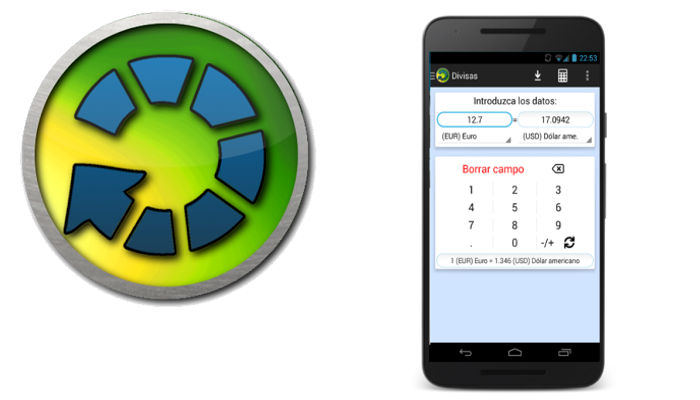 22:53
Divisas
Introduzca los datos:
12.7 = 17.0942
(EUR) Euro (USD) Dólar ame.
Borrar campo
1 2 3
4 5 6
7 8 9
. 0 -/+
1 (EUR) Euro = 1.346 (USD) Dólar americano